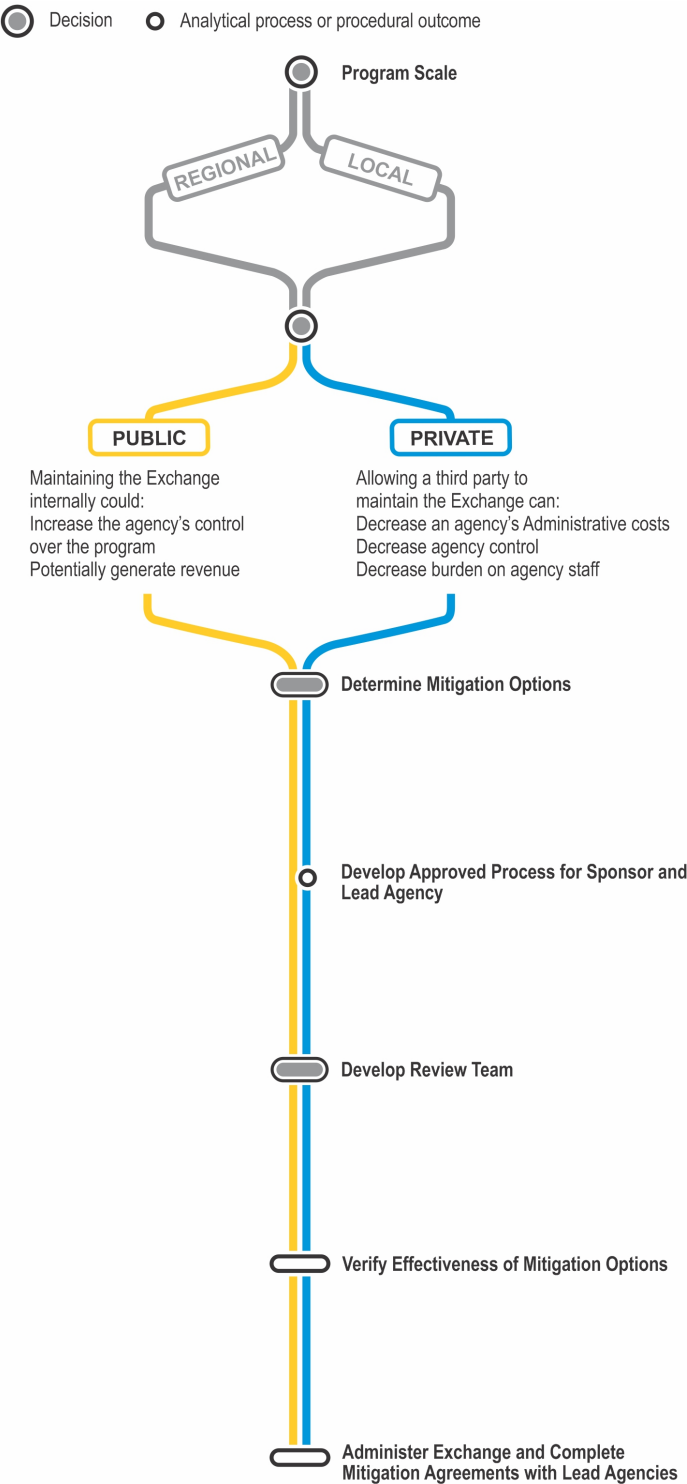 Decision
Analytical process or procedural outcome
Program Scale
REGIONAL
LOCAL
PUBLIC
Maintaining the Exchange
internally could:
Increase the agency’s control
over the program
Potentially generate revenue
PRIVATE
Allowing a third party to
maintain the Exchange can:
Decrease an agency’s Administrative costs
Decrease agency control
Decrease burden on agency staff
Determine Mitigation Options
Develop Approved Process for Sponsor and
Lead Agency
Develop Review Team
Verify Effectiveness of Mitigation Options
Administer Exchange and Complete
Mitigation Agreements with Lead Agencies